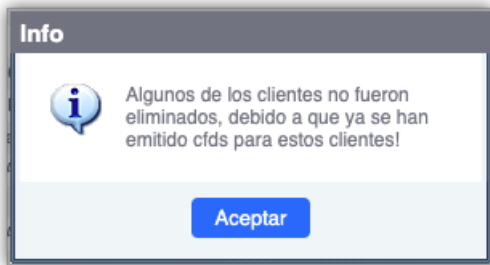 Info
Algunos de los clientes no fueron
eliminados, debido a que ya se han
emitido cfds para estos clientes!
Aceptar